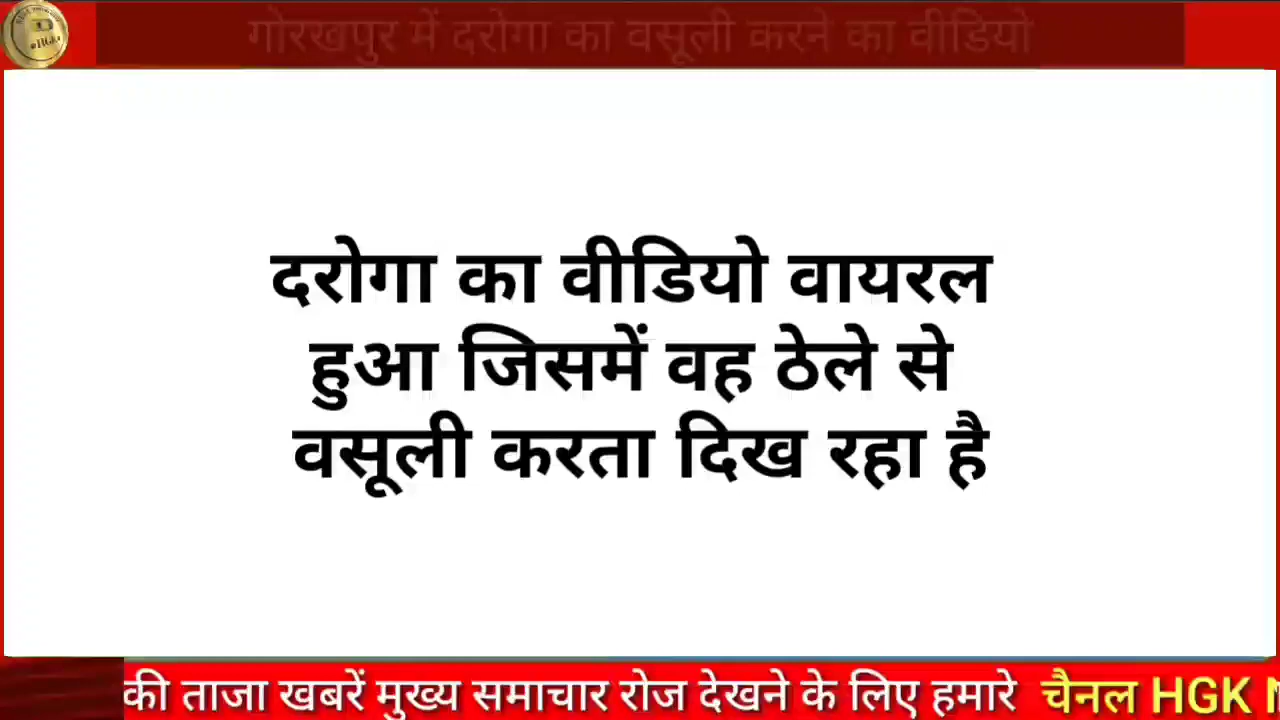 गोरखपुर में दरोगा का वसूली करने का वीडियो
दरोगा का वीडियो वायरल
हुआ जिसमें वह ठेले से
वसूली करता दिख रहा है
की ताजा खबरें मुख्य समाचार रोज देखने के लिए हमारे चैनल HGK